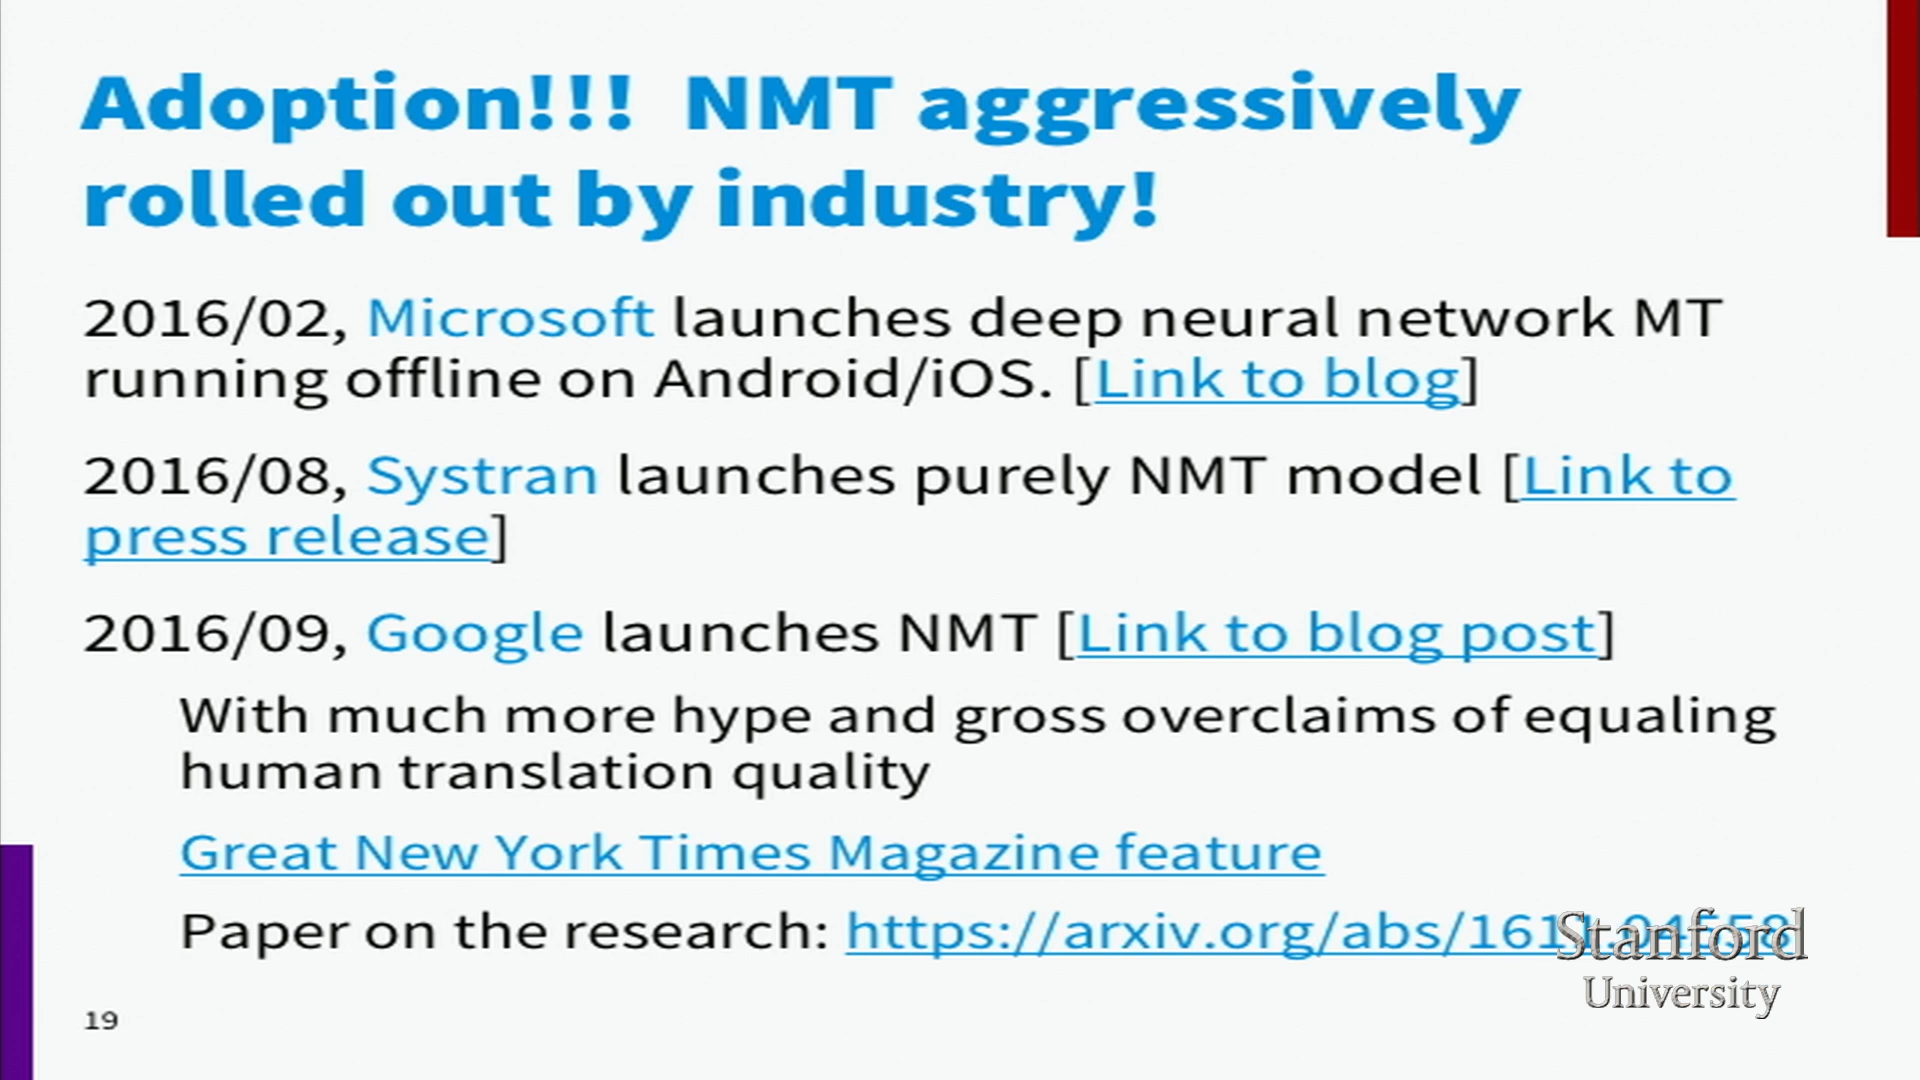 Adoption!!! NMT aggressively
rolled out by industry!
2016/02, Microsoft launches deep neural network MT
running offline on Android/iOS. [Link to blog]
2016/08, Systran launches purely NMT model [Link to
press release]
2016/09, Google launches NMT [Link to blog post]
With much more hype and gross overclaims of equaling
human translation quality
Great New York Times Magazine feature
Paper on the research: https://arxiv.org/abs/1611.04558
Stanford
University
19